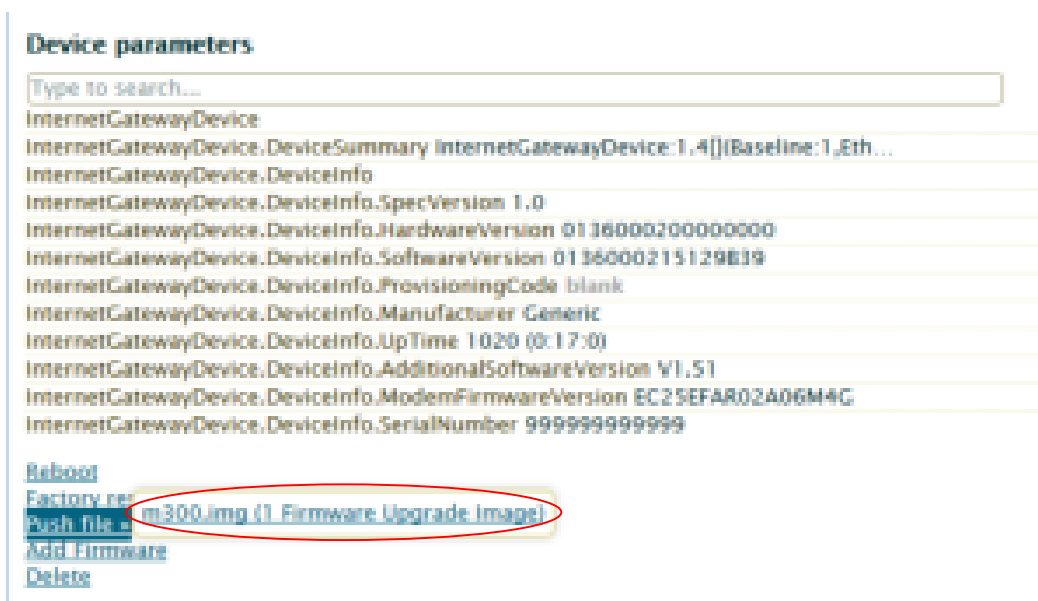 Device parameters
Type to search...
InternetGatewayDevice
InternetGatewayDevice.DeviceSummary InternetGatewayDevice:1.4[](Baseline:1,Eth...
InternetGatewayDevice.DeviceInfo
InternetGatewayDevice.DeviceInfo.SpecVersion 1.0
InternetGatewayDevice.DeviceInfo.HardwareVersion 0136000200000000
InternetGatewayDevice.DeviceInfo.SoftwareVersion 0136000215129B39
InternetGatewayDevice.DeviceInfo.ProvisioningCode blank
InternetGatewayDevice.DeviceInfo.Manufacturer Generic
InternetGatewayDevice.DeviceInfo.UpTime 1020 (0:17:0)
InternetGatewayDevice.DeviceInfo.AdditionalSoftwareVersion V1.51
InternetGatewayDevice.DeviceInfo.ModemFirmwareVersion EC25EFAR02A06M4G
InternetGatewayDevice.DeviceInfo.SerialNumber 999999999999
Reboot
Factory res
Push file
m300.img (1 Firmware Upgrade Image)
Add Firmware
Delete